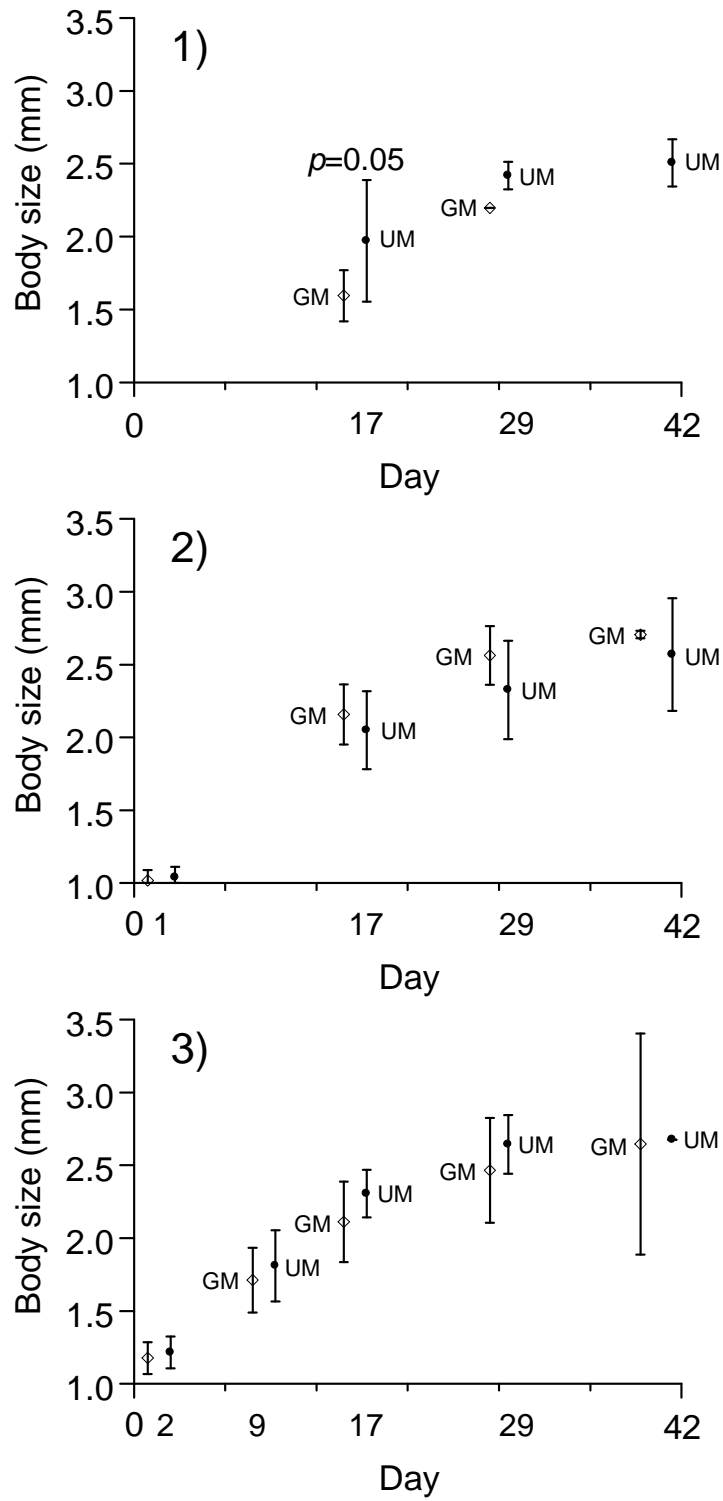 1)
Body size (mm)
3.5
3.0
2.5
2.0
1.5
1.0
p=0.05
GM
UM
GM
UM
UM
0 17 29 42
Day
2)
Body size (mm)
3.5
3.0
2.5
2.0
1.5
1.0
GM
UM
GM
UM
GM
UM
0 1 17 29 42
Day
3)
Body size (mm)
3.5
3.0
2.5
2.0
1.5
1.0
GM
UM
GM
UM
GM
UM
GM
UM
0 2 9 17 29 42
Day